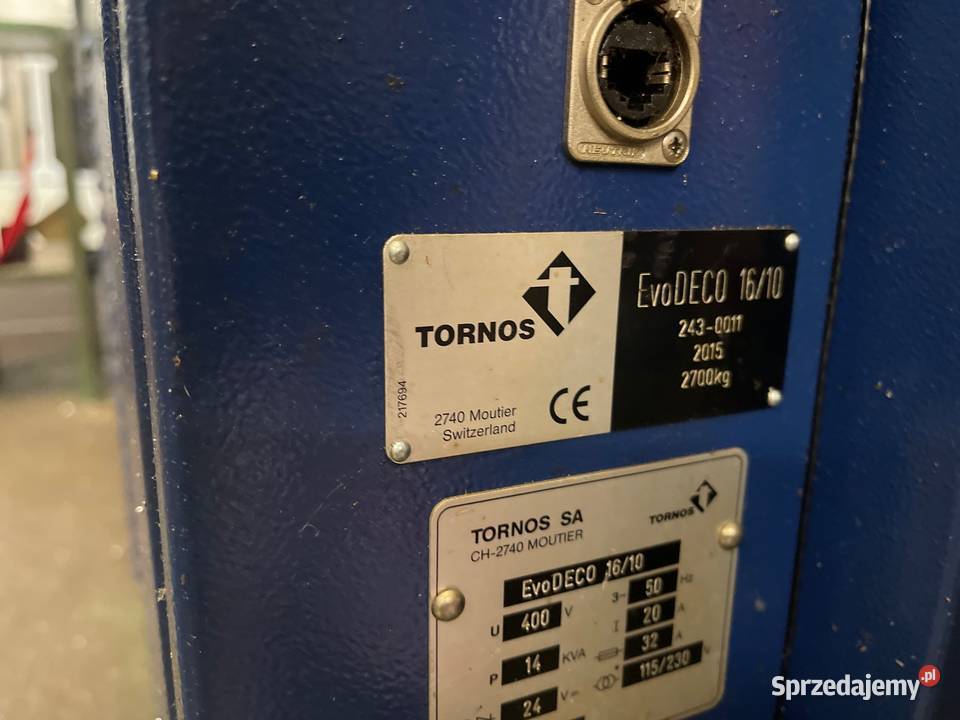 NEUTRIK
TORNOS
EvoDECO 16/10
243-0011
2015
2700kg
217694
2740 Moutier
Switzerland
CE
TORNOS SA
CH-2740 MOUTIER
TORNOS
EvoDECO 16/10
U 400 V 3~ 50 Hz
I 20 A
P 14 KVA 32 A
24 V 115/230 V
Sprzedajemy.pl